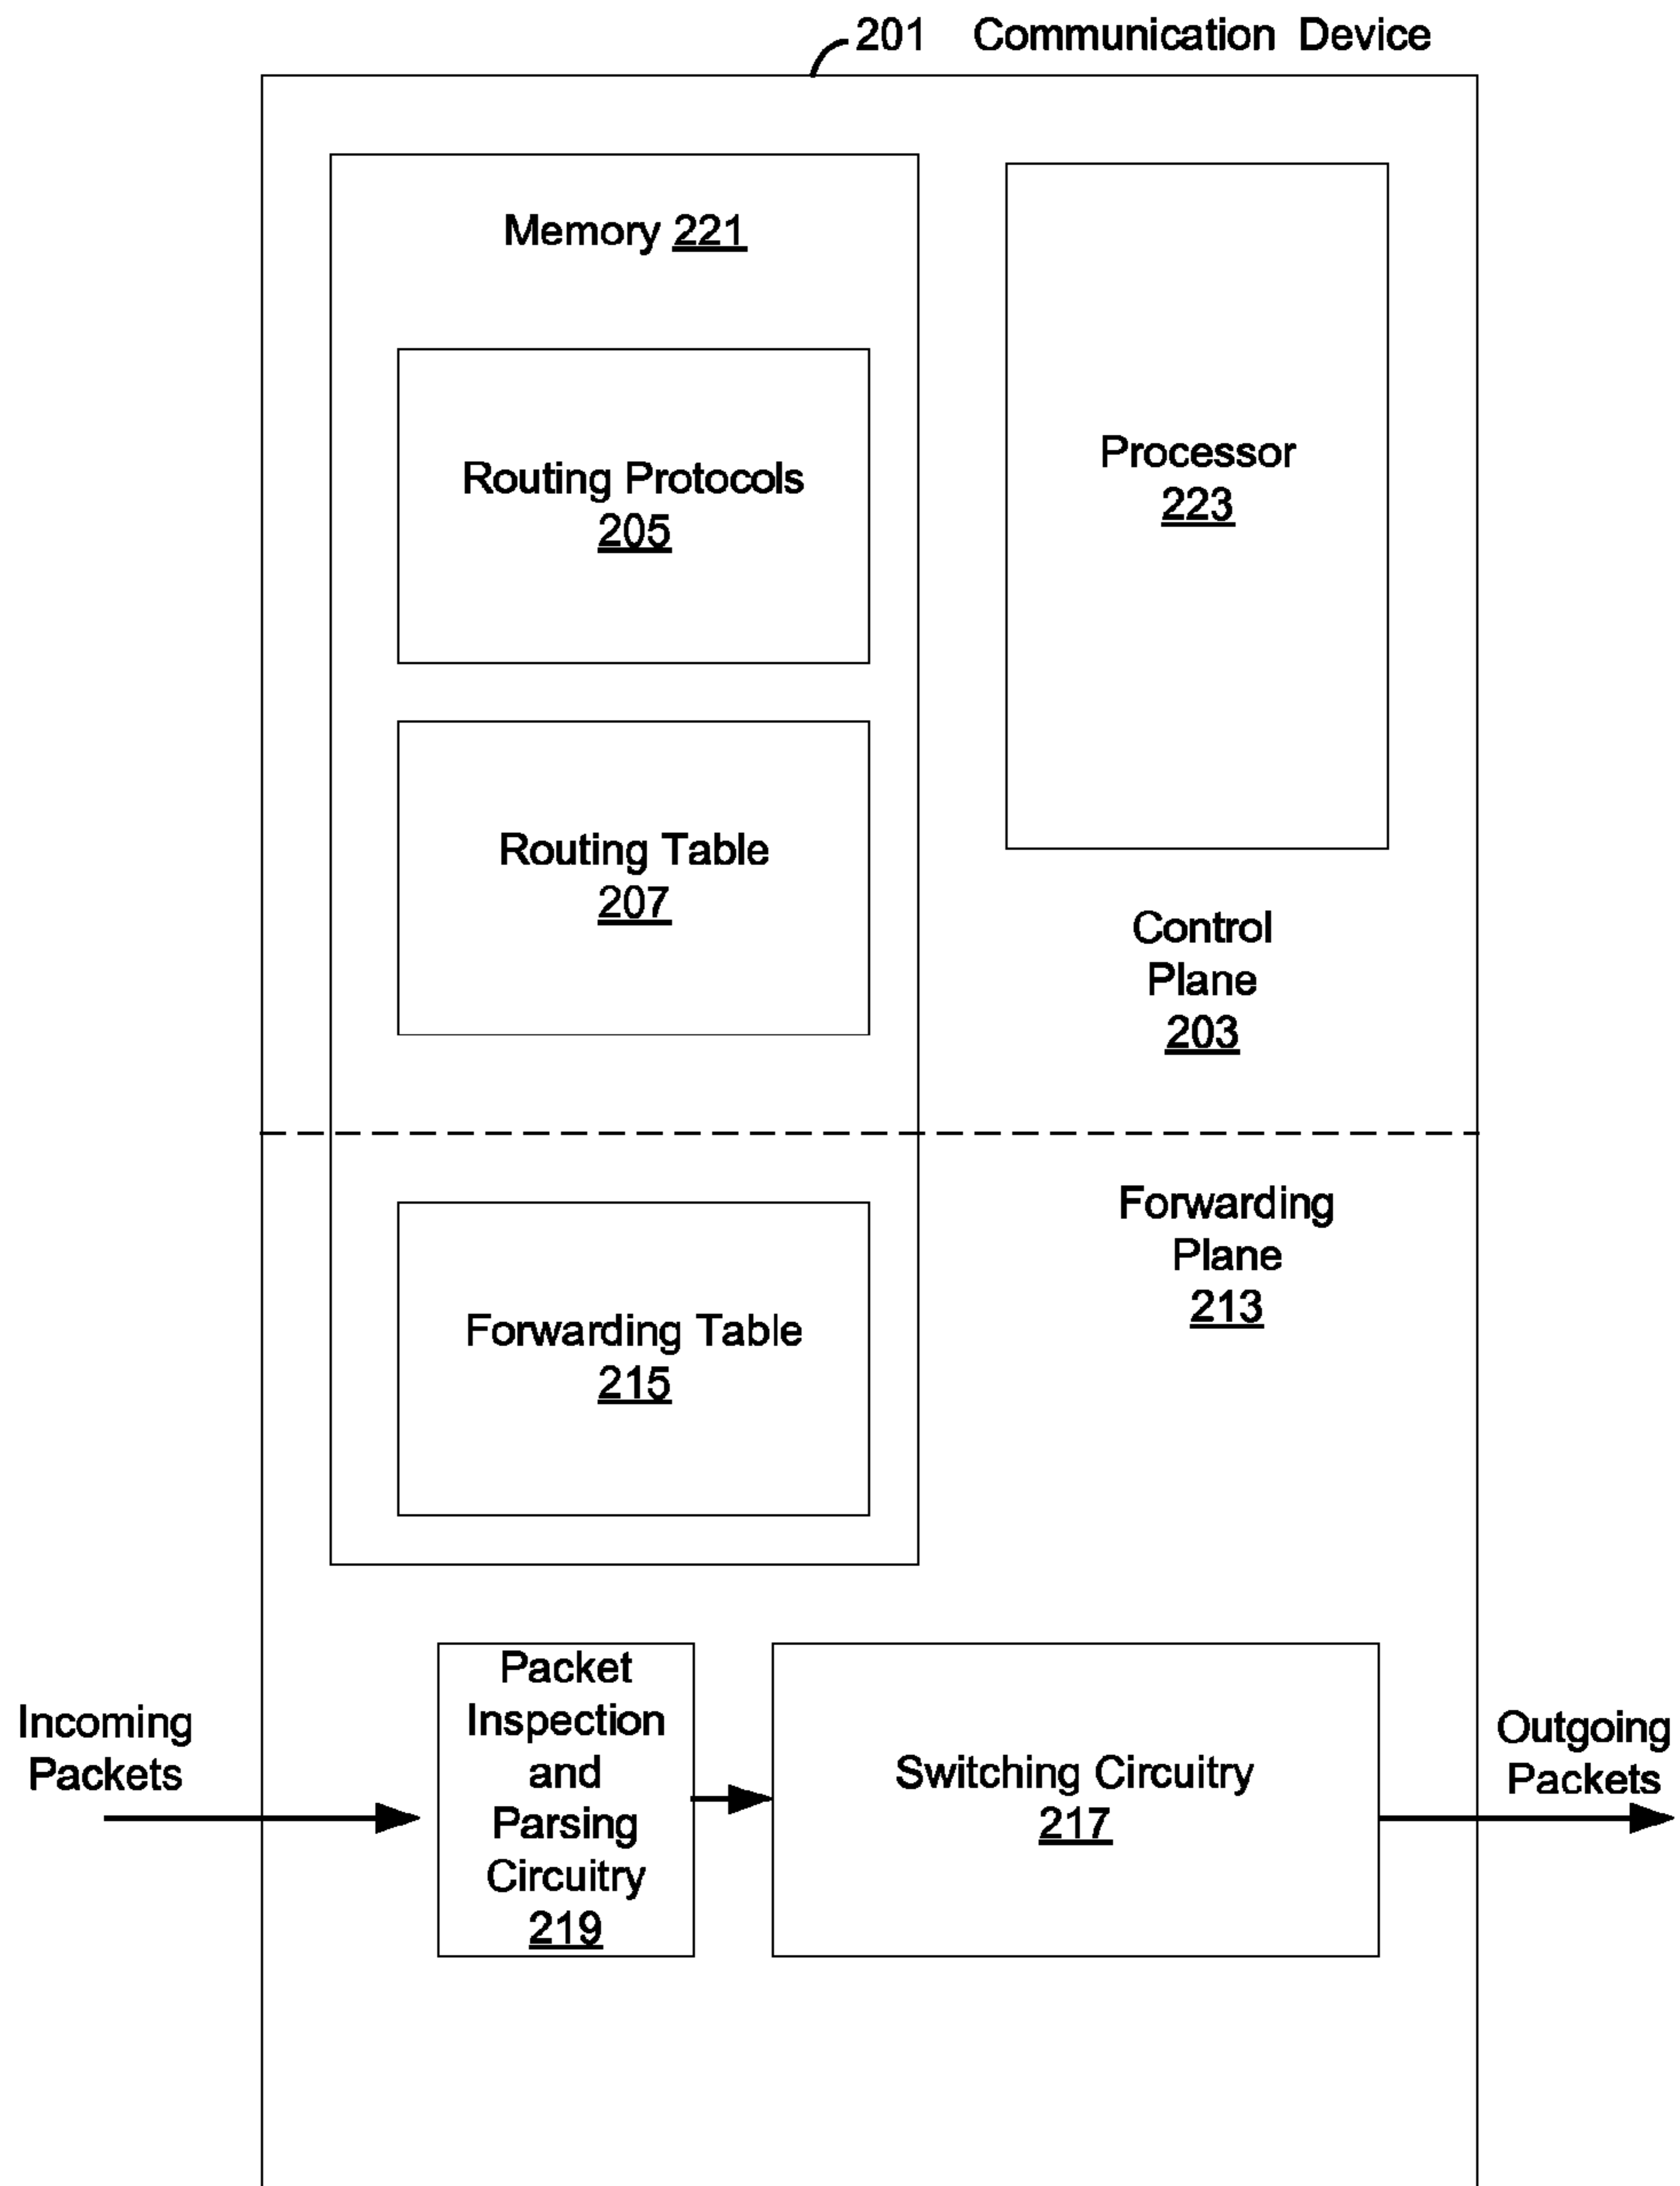 201 Communication Device
Memory 221
Routing Protocols
205
Processor
223
Routing Table
207
Control
Plane
203
Forwarding
Plane
213
Forwarding Table
215
Incoming
Packets
Packet
Inspection
and
Parsing
Circuitry
219
Switching Circuitry
217
Outgoing
Packets